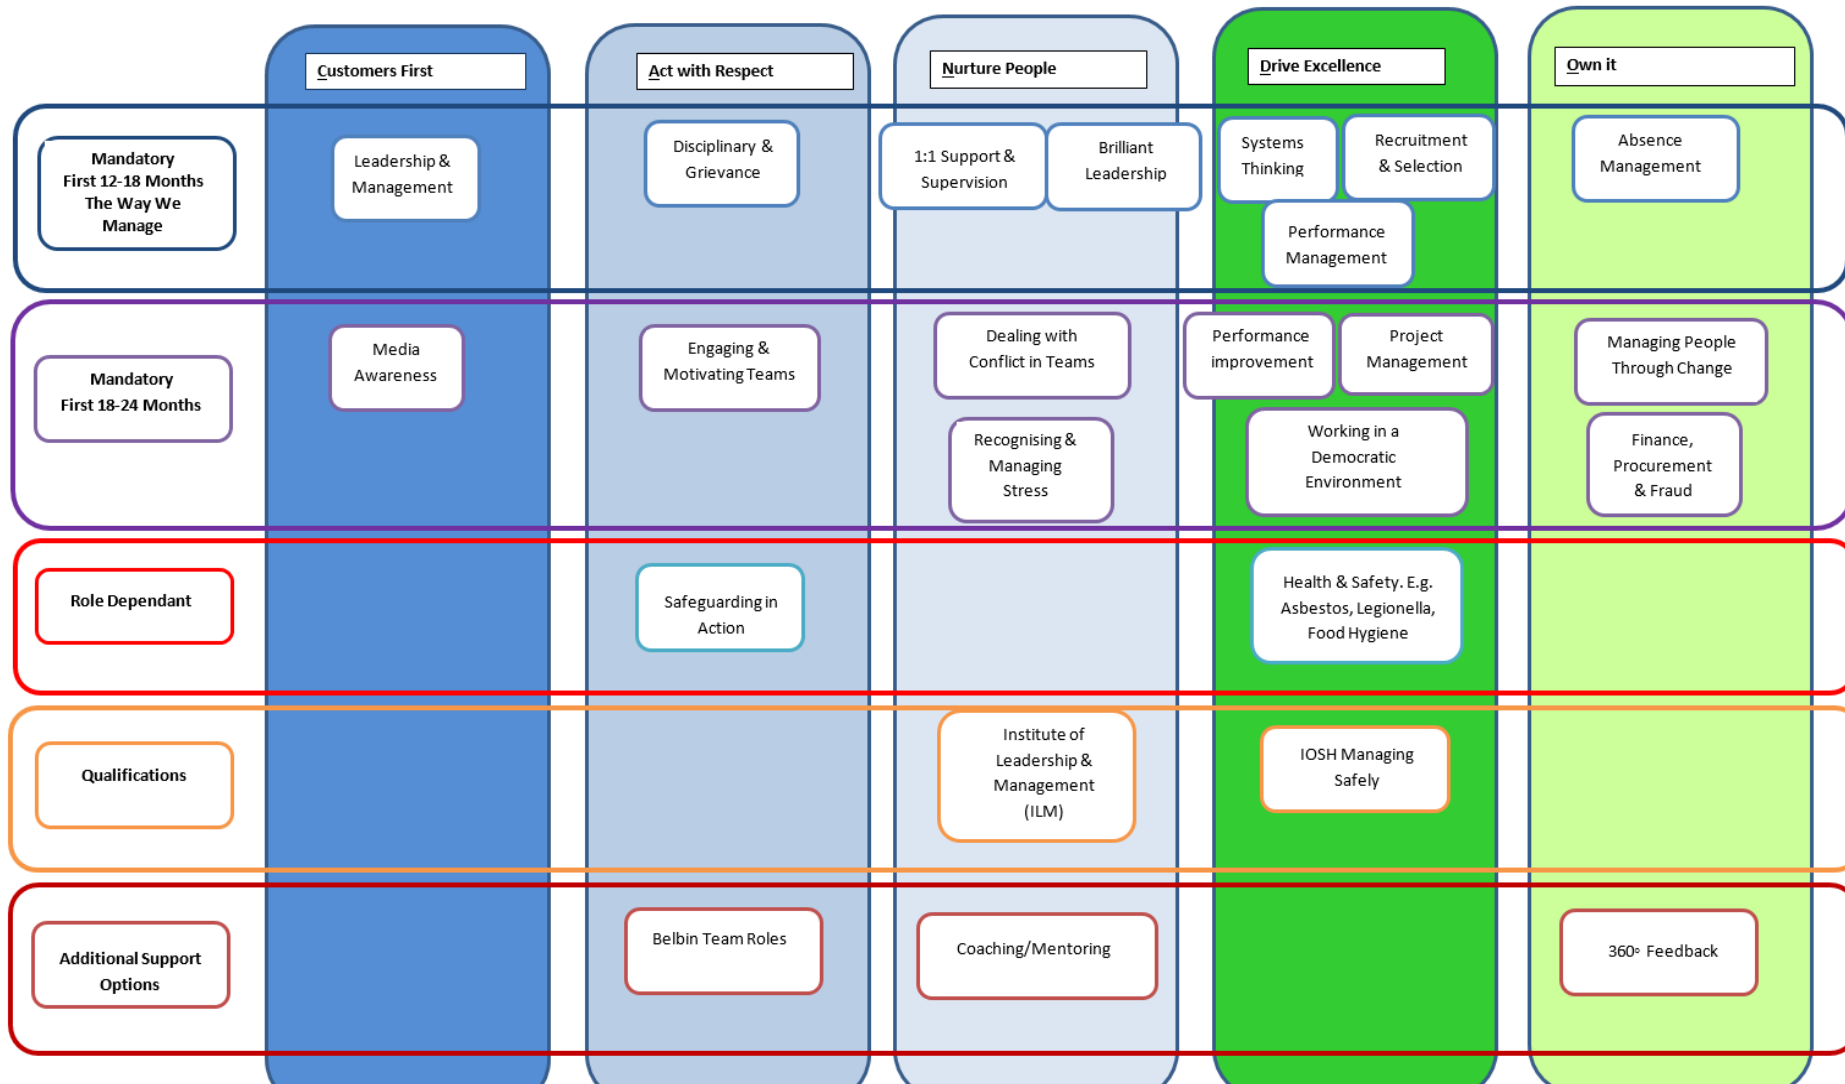 Customers First
Act with Respect
Nurture People
Drive Excellence
Own it
Mandatory
First 12-18 Months
The Way We
Manage
Leadership &
Management
Disciplinary &
Grievance
1:1 Support &
Supervision
Brilliant
Leadership
Systems
Thinking
Recruitment
& Selection
Performance
Management
Absence
Management
Mandatory
First 18-24 Months
Media
Awareness
Engaging &
Motivating Teams
Dealing with
Conflict in Teams
Recognising &
Managing
Stress
Performance
improvement
Project
Management
Working in a
Democratic
Environment
Managing People
Through Change
Finance,
Procurement
& Fraud
Role Dependant
Safeguarding in
Action
Health & Safety. E.g.
Asbestos, Legionella,
Food Hygiene
Qualifications
Institute of
Leadership &
Management
(ILM)
IOSH Managing
Safely
Additional Support
Options
Belbin Team Roles
Coaching/Mentoring
360° Feedback